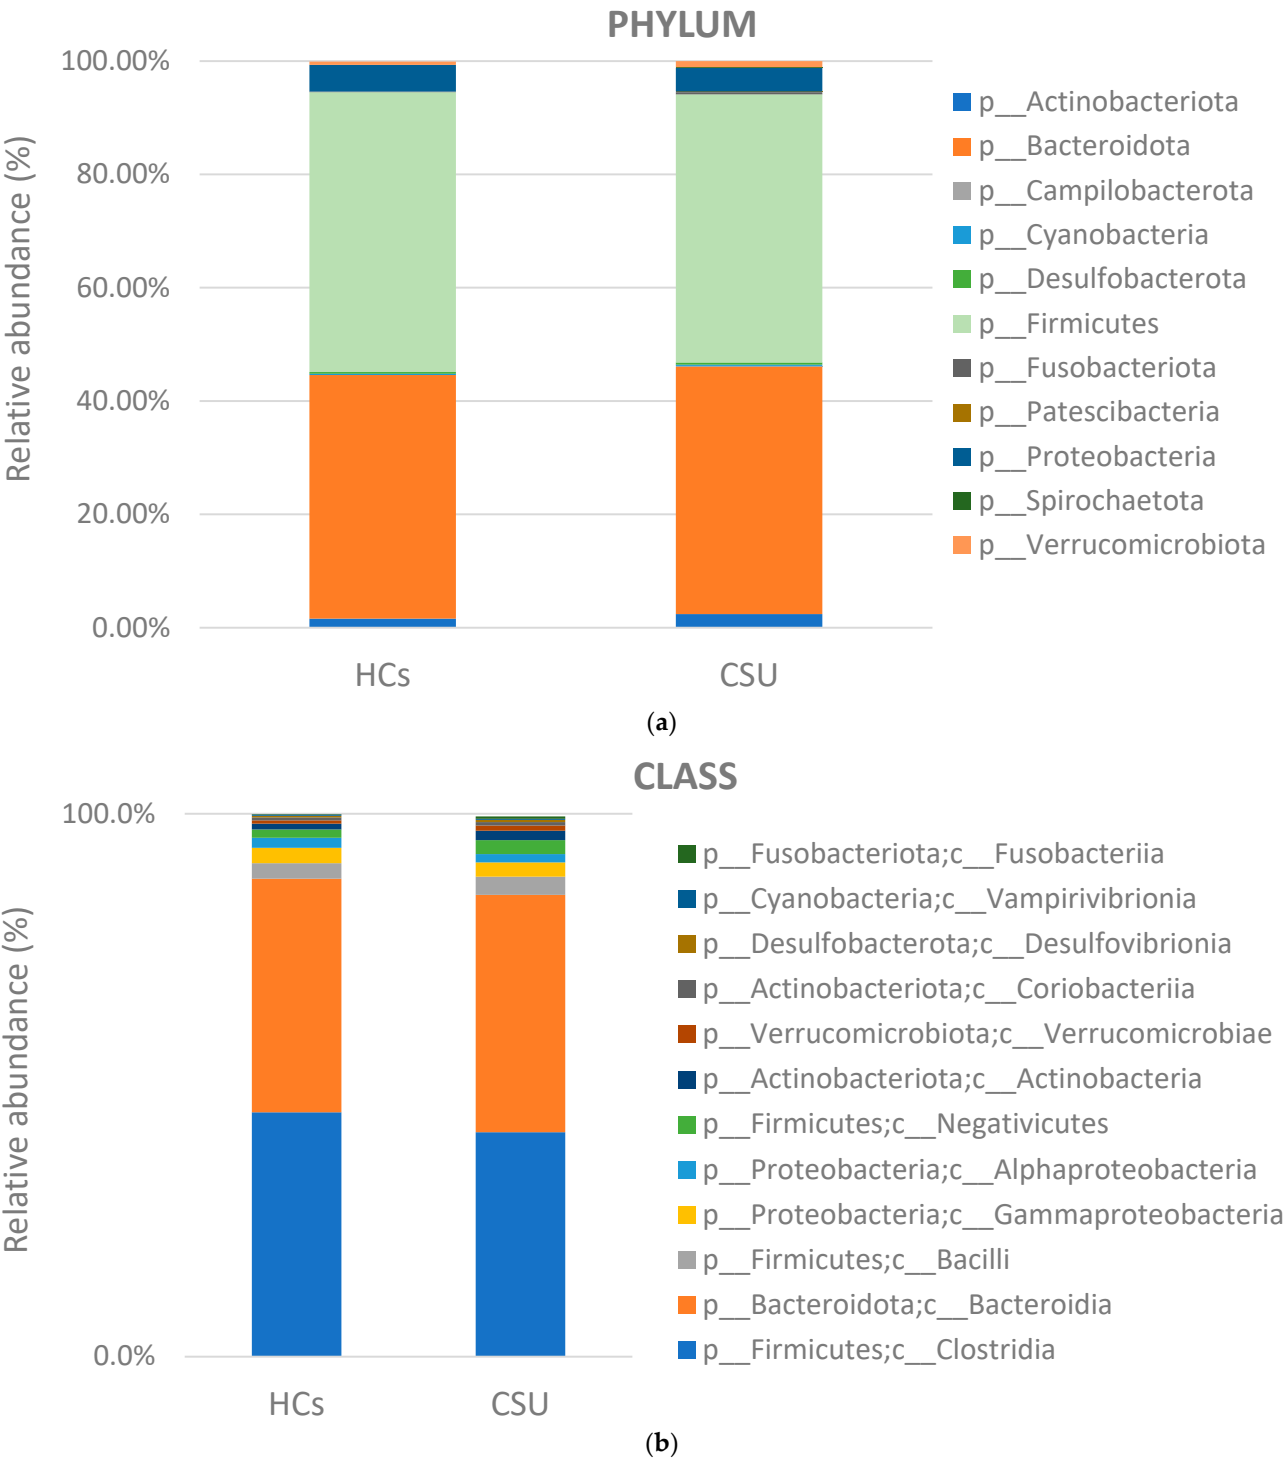 PHYLUM
Relative abundance (%)
100.00%
80.00%
60.00%
40.00%
20.00%
0.00%
HCs
CSU
p__Actinobacteriota
p__Bacteroidota
p__Campilobacterota
p__Cyanobacteria
p__Desulfobacterota
p__Firmicutes
p__Fusobacteriota
p__Patescibacteria
p__Proteobacteria
p__Spirochaetota
p__Verrucomicrobiota
(a)
CLASS
Relative abundance (%)
100.0%
0.0%
HCs
CSU
p__Fusobacteriota;c__Fusobacteriia
p__Cyanobacteria;c__Vampirivibrionia
p__Desulfobacterota;c__Desulfovibrionia
p__Actinobacteriota;c__Coriobacteriia
p__Verrucomicrobiota;c__Verrucomicrobiae
p__Actinobacteriota;c__Actinobacteria
p__Firmicutes;c__Negativicutes
p__Proteobacteria;c__Alphaproteobacteria
p__Proteobacteria;c__Gammaproteobacteria
p__Firmicutes;c__Bacilli
p__Bacteroidota;c__Bacteroidia
p__Firmicutes;c__Clostridia
(b)